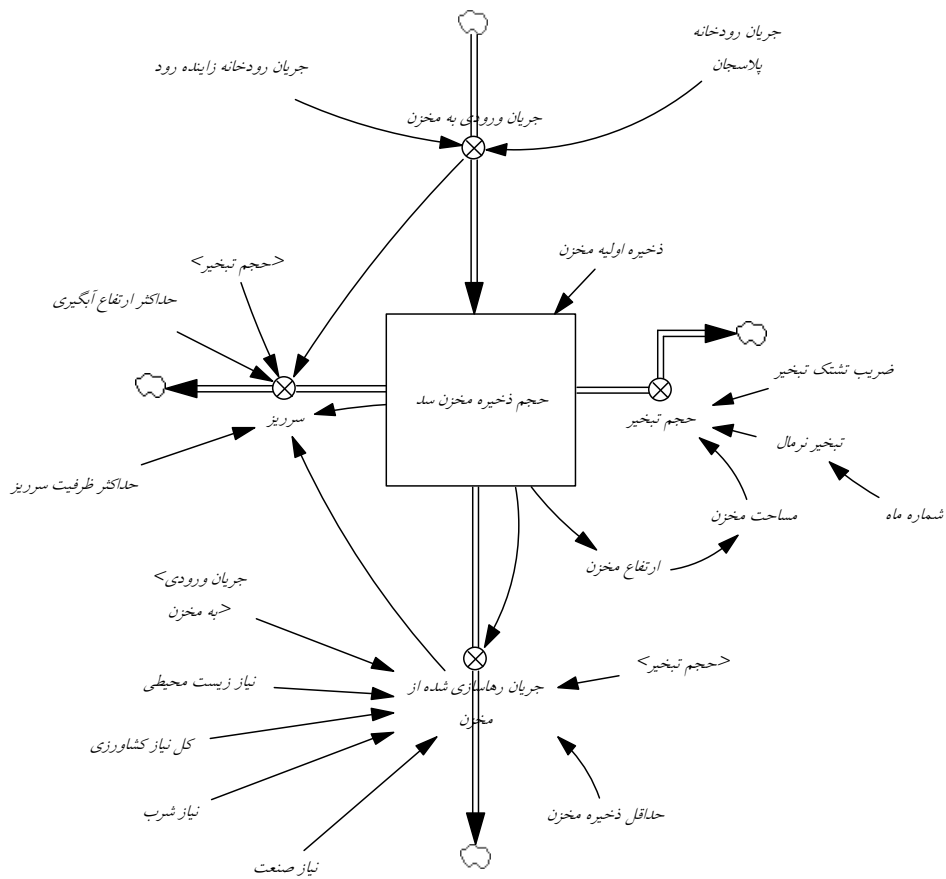 جریان رودخانه
پلاسجان
جریان رودخانه زاینده رود
جریان ورودی به مخزن
ذخیره اولیه مخزن
<حجم تبخیر>
حداکثر ارتفاع آبگیری
ضریب تشتک تبخیر
حجم ذخیره مخزن سد
سرریز
حجم تبخیر
تبخیر نرمال
حداکثر ظرفیت سرریز
مساحت مخزن
شماره ماه
ارتفاع مخزن
<جریان ورودی
به مخزن>
<حجم تبخیر>
نیاز زیست محیطی
جریان رهاسازی شده از
مخزن
کل نیاز کشاورزی
نیاز شرب
حداقل ذخیره مخزن
نیاز صنعت